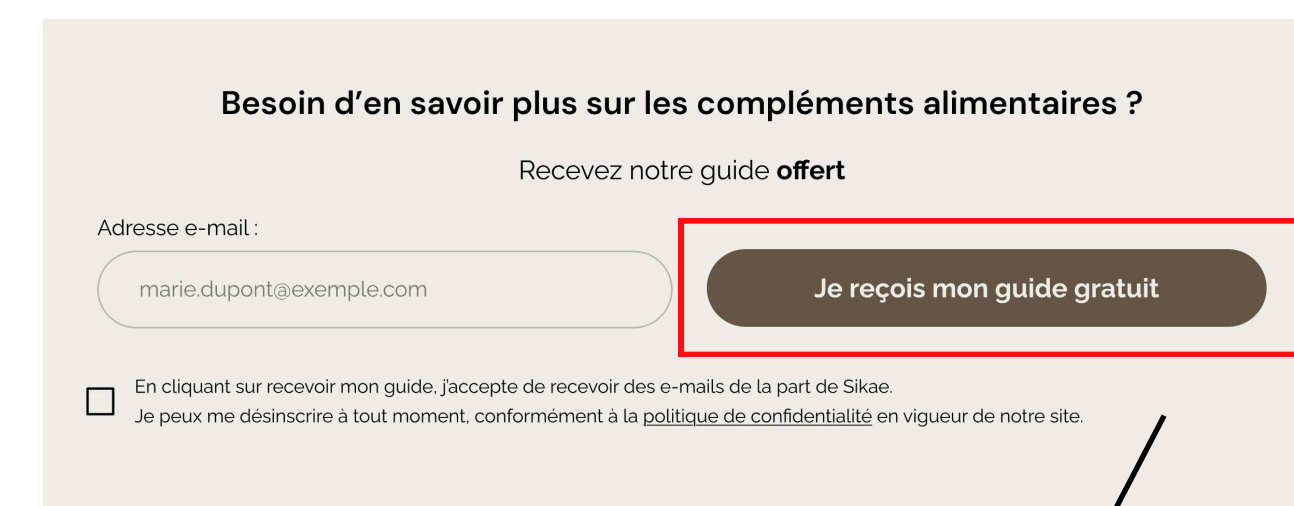 Besoin d’en savoir plus sur les compléments alimentaires ?
Recevez notre guide offert
Adresse e-mail :
marie.dupont@exemple.com
Je reçois mon guide gratuit
En cliquant sur recevoir mon guide, j'accepte de recevoir des e-mails de la part de Sikae.
Je peux me désinscrire à tout moment, conformément à la politique de confidentialité en vigueur de notre site.